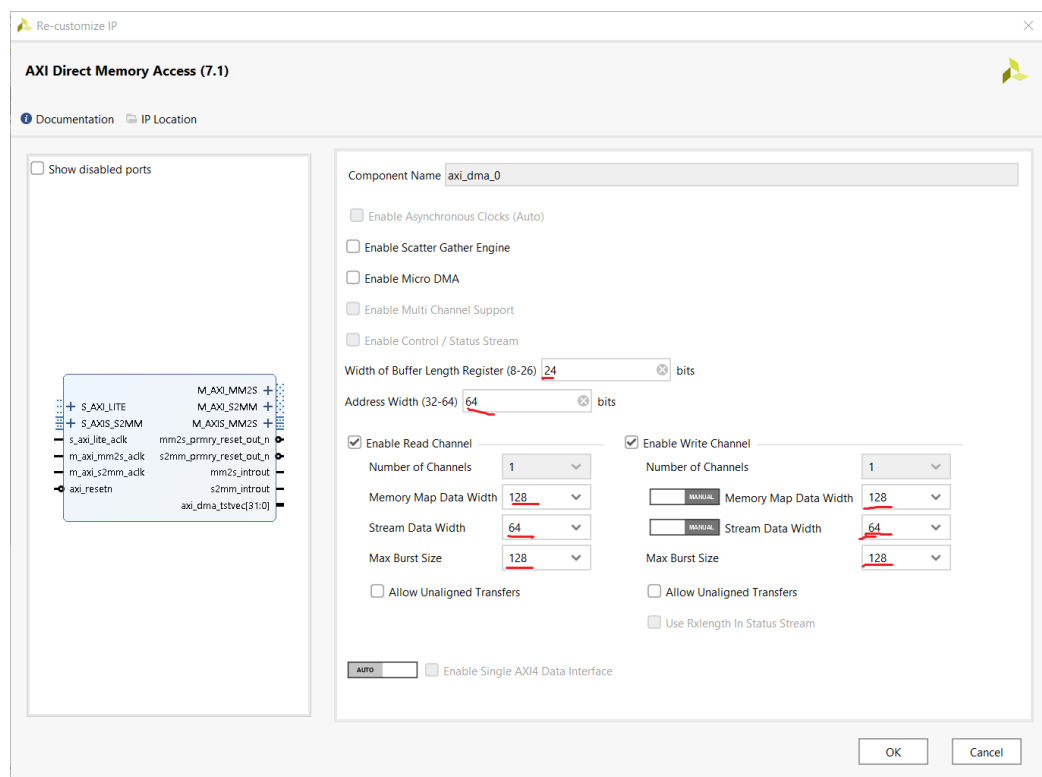 Re-customize IP
AXI Direct Memory Access (7.1)
Documentation IP Location
Show disabled ports
M_AXI_MM2S
S_AXI_LITE M_AXI_S2MM
S_AXIS_S2MM M_AXIS_MM2S
s_axi_lite_aclk mm2s_prmry_reset_out_n
m_axi_mm2s_aclk s2mm_prmry_reset_out_n
m_axi_s2mm_aclk mm2s_introut
axi_resetn s2mm_introut
axi_dma_tstvec[31:0]
Component Name axi_dma_0
Enable Asynchronous Clocks (Auto)
Enable Scatter Gather Engine
Enable Micro DMA
Enable Multi Channel Support
Enable Control / Status Stream
Width of Buffer Length Register (8-26) 24 bits
Address Width (32-64) 64 bits
Enable Read Channel Enable Write Channel
Number of Channels 1 Number of Channels 1
Memory Map Data Width 128 MANUAL Memory Map Data Width 128
Stream Data Width 64 MANUAL Stream Data Width 64
Max Burst Size 128 Max Burst Size 128
Allow Unaligned Transfers Allow Unaligned Transfers
Use Rxlength In Status Stream
AUTO Enable Single AXI4 Data Interface
OK Cancel